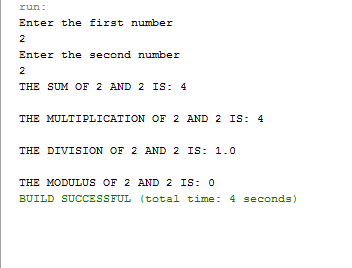 run:
Enter the first number
2
Enter the second number
2
THE SUM OF 2 AND 2 IS: 4
THE MULTIPLICATION OF 2 AND 2 IS: 4
THE DIVISION OF 2 AND 2 IS: 1.0
THE MODULUS OF 2 AND 2 IS: 0
BUILD SUCCESSFUL (total time: 4 seconds)